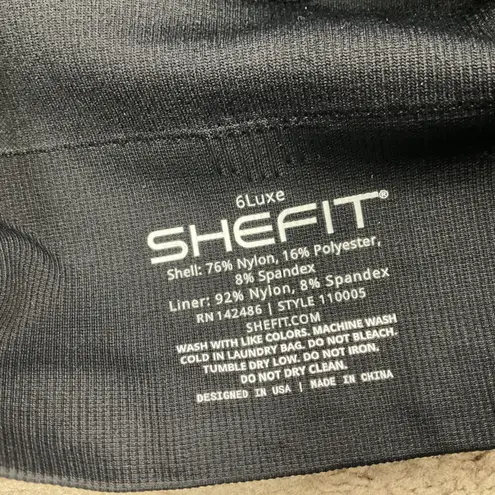 6Luxe
SHEFIT®
Shell: 76% Nylon, 16% Polyester,
8% Spandex
Liner: 92% Nylon, 8% Spandex
RN 142486 | STYLE 110005
SHEFIT.COM
WASH WITH LIKE COLORS. MACHINE WASH
COLD IN LAUNDRY BAG. DO NOT BLEACH.
TUMBLE DRY LOW. DO NOT IRON.
DO NOT DRY CLEAN.
DESIGNED IN USA | MADE IN CHINA